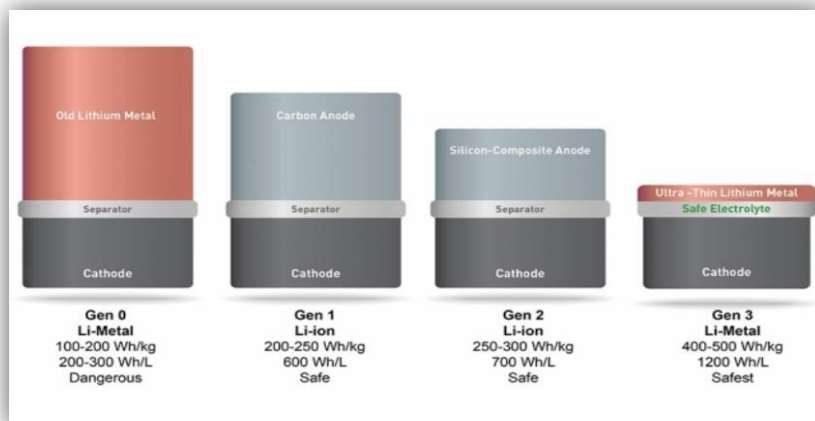 Old Lithium Metal
Separator
Cathode
Gen 0
Li-Metal
100-200 Wh/kg
200-300 Wh/L
Dangerous
Carbon Anode
Separator
Cathode
Gen 1
Li-ion
200-250 Wh/kg
600 Wh/L
Safe
Silicon-Composite Anode
Separator
Cathode
Gen 2
Li-ion
250-300 Wh/kg
700 Wh/L
Safe
Ultra -Thin Lithium Metal
Safe Electrolyte
Cathode
Gen 3
Li-Metal
400-500 Wh/kg
1200 Wh/L
Safest